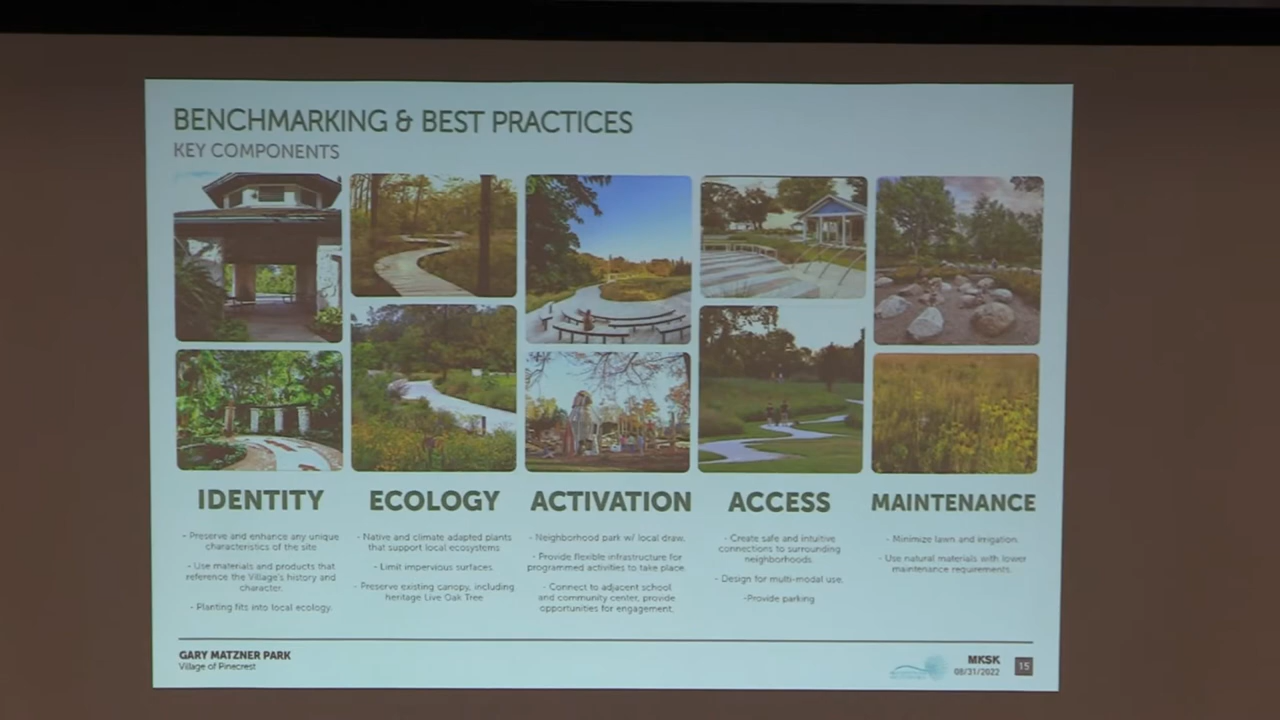 BENCHMARKING & BEST PRACTICES
KEY COMPONENTS
IDENTITY
- Preserve and enhance any unique
characteristics of the site
- Use materials and products that
reference the Village's history and
character.
- Planting fits into local ecology.
ECOLOGY
- Native and climate adapted plants
that support local ecosystems
- Limit impervious surfaces.
- Preserve existing canopy, including
heritage Live Oak Tree
ACTIVATION
- Neighborhood park w/ local draw.
- Provide flexible infrastructure for
programmed activities to take place.
- Connect to adjacent school
and community center, provide
opportunities for engagement.
ACCESS
- Create safe and intuitive
connections to surrounding
neighborhoods.
- Design for multi-modal use.
-Provide parking
MAINTENANCE
- Minimize lawn and irrigation.
- Use natural materials with lower
maintenance requirements.
GARY MATZNER PARK
Village of Pinecrest
MKSK
08/31/2022
15